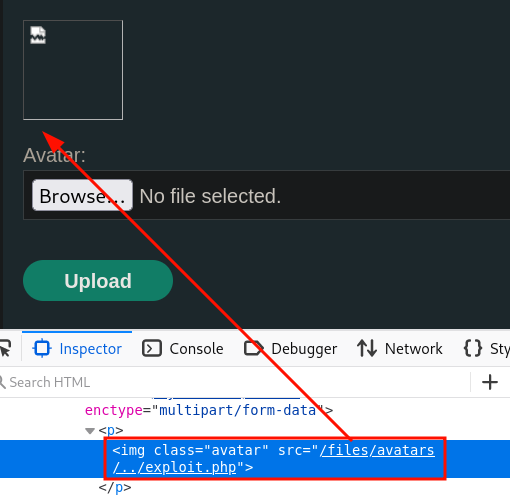 Avatar:
Browse... No file selected.
Upload
Inspector Console Debugger Network Sty
Search HTML
enctype="multipart/form-data">
<p>
<img class="avatar" src="/files/avatars
/../exploit.php">
</p>